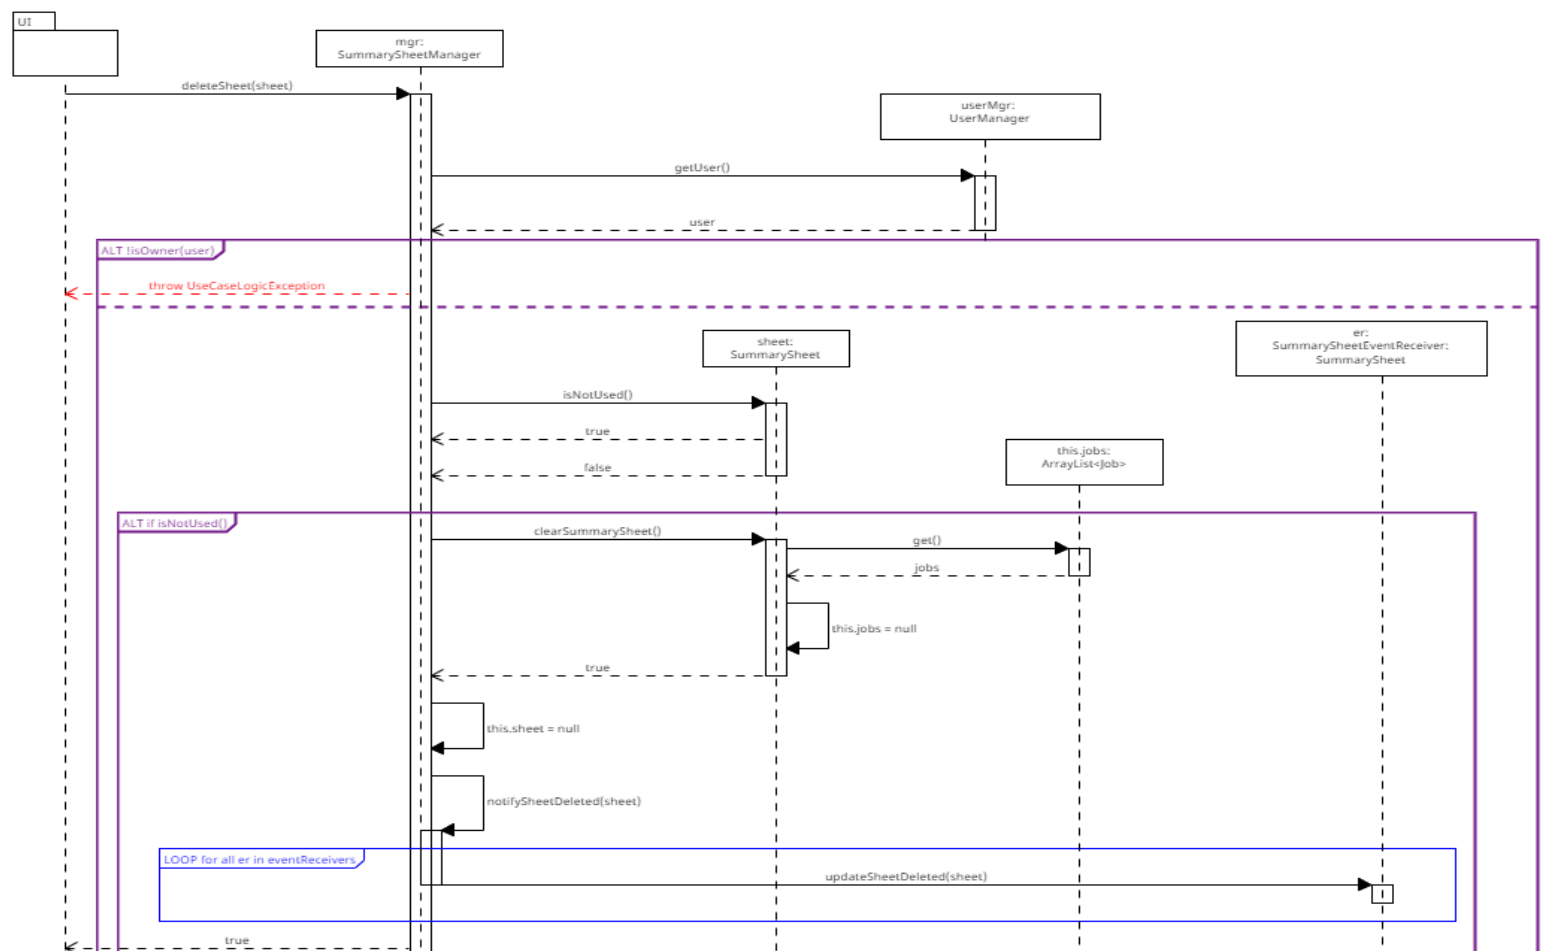 UI
mgr:
SummarySheetManager
deleteSheet(sheet)
userMgr:
UserManager
getUser()
user
ALT !isOwner(user)
throw UseCaseLogicException
er:
SummarySheetEventReceiver:
SummarySheet
sheet:
SummarySheet
isNotUsed()
true
this.jobs:
ArrayList<Job>
false
ALT if isNotUsed()
clearSummarySheet()
get()
jobs
this.jobs = null
true
this.sheet = null
notifySheetDeleted(sheet)
LOOP for all er in eventReceivers
updateSheetDeleted(sheet)
true